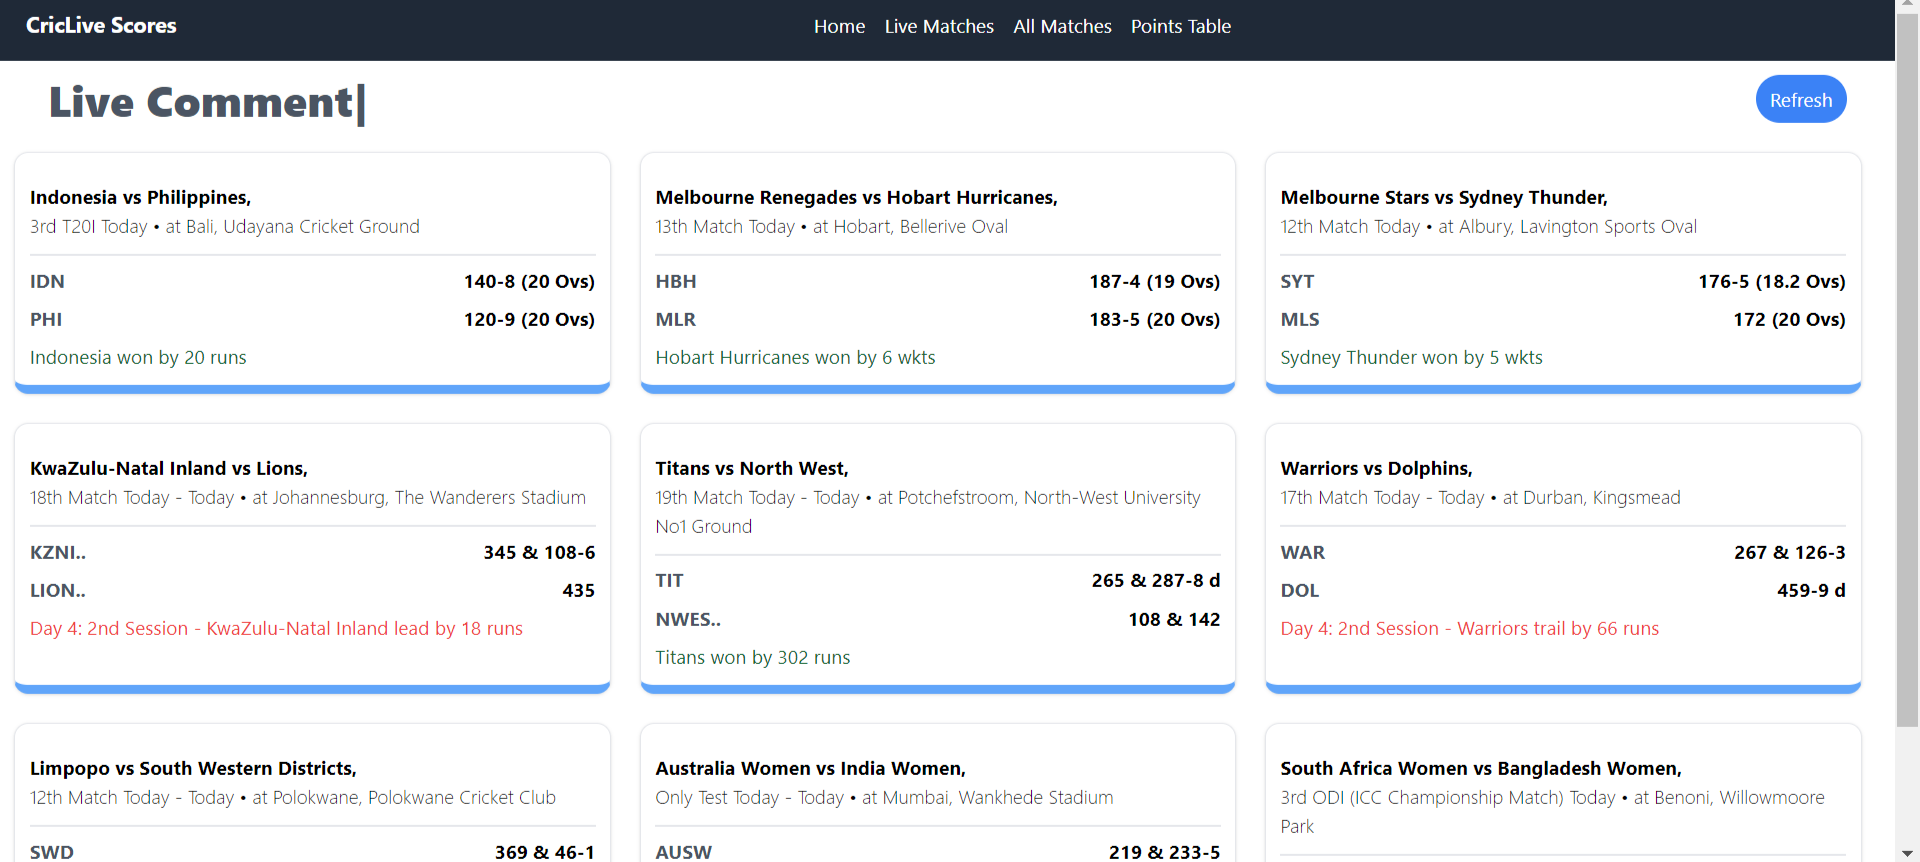 CricLive Scores
Home Live Matches All Matches Points Table
Live Comment|
Refresh
Indonesia vs Philippines,
3rd T20I Today • at Bali, Udayana Cricket Ground
IDN 140-8 (20 Ovs)
PHI 120-9 (20 Ovs)
Indonesia won by 20 runs
Melbourne Renegades vs Hobart Hurricanes,
13th Match Today • at Hobart, Bellerive Oval
HBH 187-4 (19 Ovs)
MLR 183-5 (20 Ovs)
Hobart Hurricanes won by 6 wkts
Melbourne Stars vs Sydney Thunder,
12th Match Today • at Albury, Lavington Sports Oval
SYT 176-5 (18.2 Ovs)
MLS 172 (20 Ovs)
Sydney Thunder won by 5 wkts
KwaZulu-Natal Inland vs Lions,
18th Match Today - Today • at Johannesburg, The Wanderers Stadium
KZNI.. 345 & 108-6
LION.. 435
Day 4: 2nd Session - KwaZulu-Natal Inland lead by 18 runs
Titans vs North West,
19th Match Today - Today • at Potchefstroom, North-West University
No1 Ground
TIT 265 & 287-8 d
NWES.. 108 & 142
Titans won by 302 runs
Warriors vs Dolphins,
17th Match Today - Today • at Durban, Kingsmead
WAR 267 & 126-3
DOL 459-9 d
Day 4: 2nd Session - Warriors trail by 66 runs
Limpopo vs South Western Districts,
12th Match Today - Today • at Polokwane, Polokwane Cricket Club
SWD 369 & 46-1
Australia Women vs India Women,
Only Test Today - Today • at Mumbai, Wankhede Stadium
AUSW 219 & 233-5
South Africa Women vs Bangladesh Women,
3rd ODI (ICC Championship Match) Today • at Benoni, Willowmoore
Park